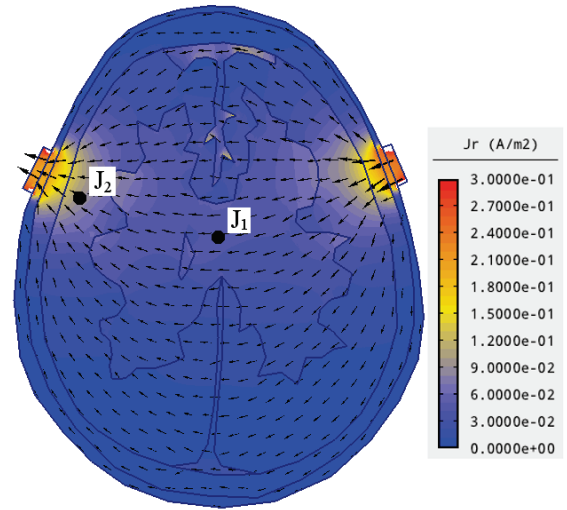 J₂
J₁
Jr (A/m2)
3.0000e-01
2.7000e-01
2.4000e-01
2.1000e-01
1.8000e-01
1.5000e-01
1.2000e-01
9.0000e-02
6.0000e-02
3.0000e-02
0.0000e+00